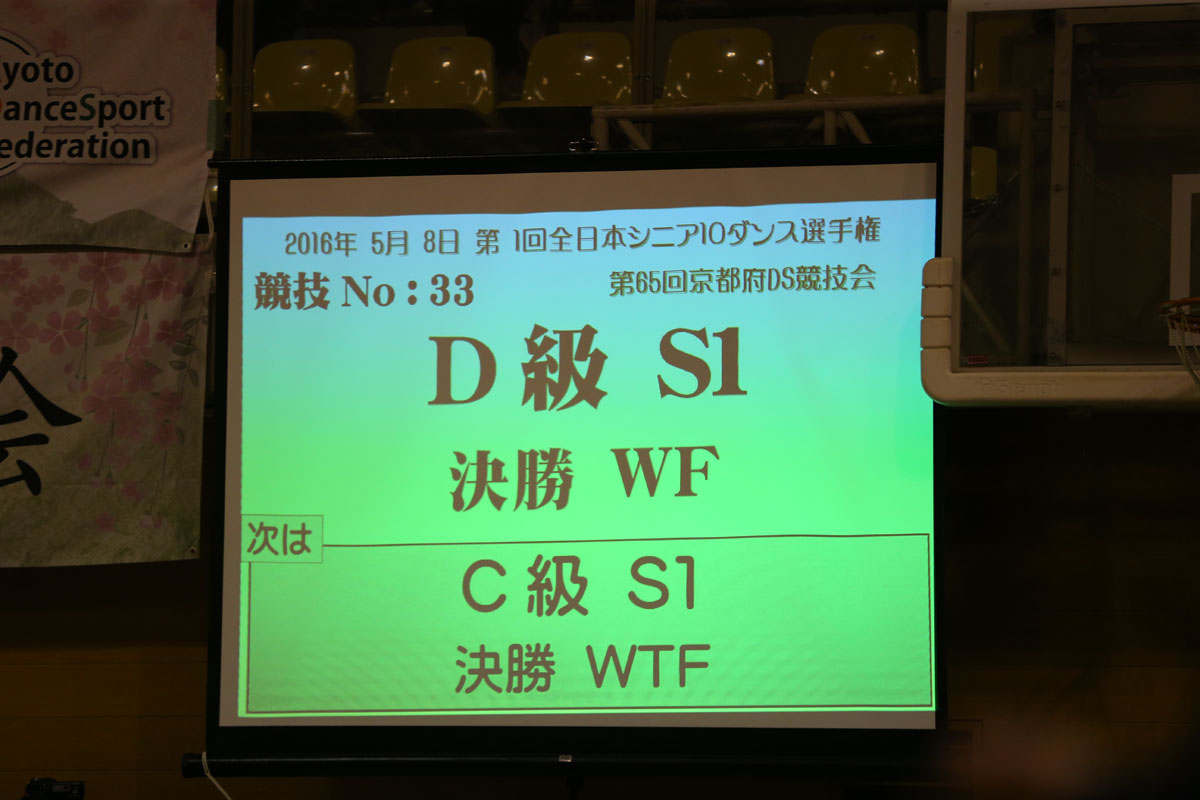 yoto
DanceSport
ederation
会
2016年 5月 8日 第 1回全日本シニア10ダンス選手権
競技 No : 33
第65回京都府DS競技会
D 級 S1
決勝 WF
次は
C 級 S1
決勝 WTF
Senoh